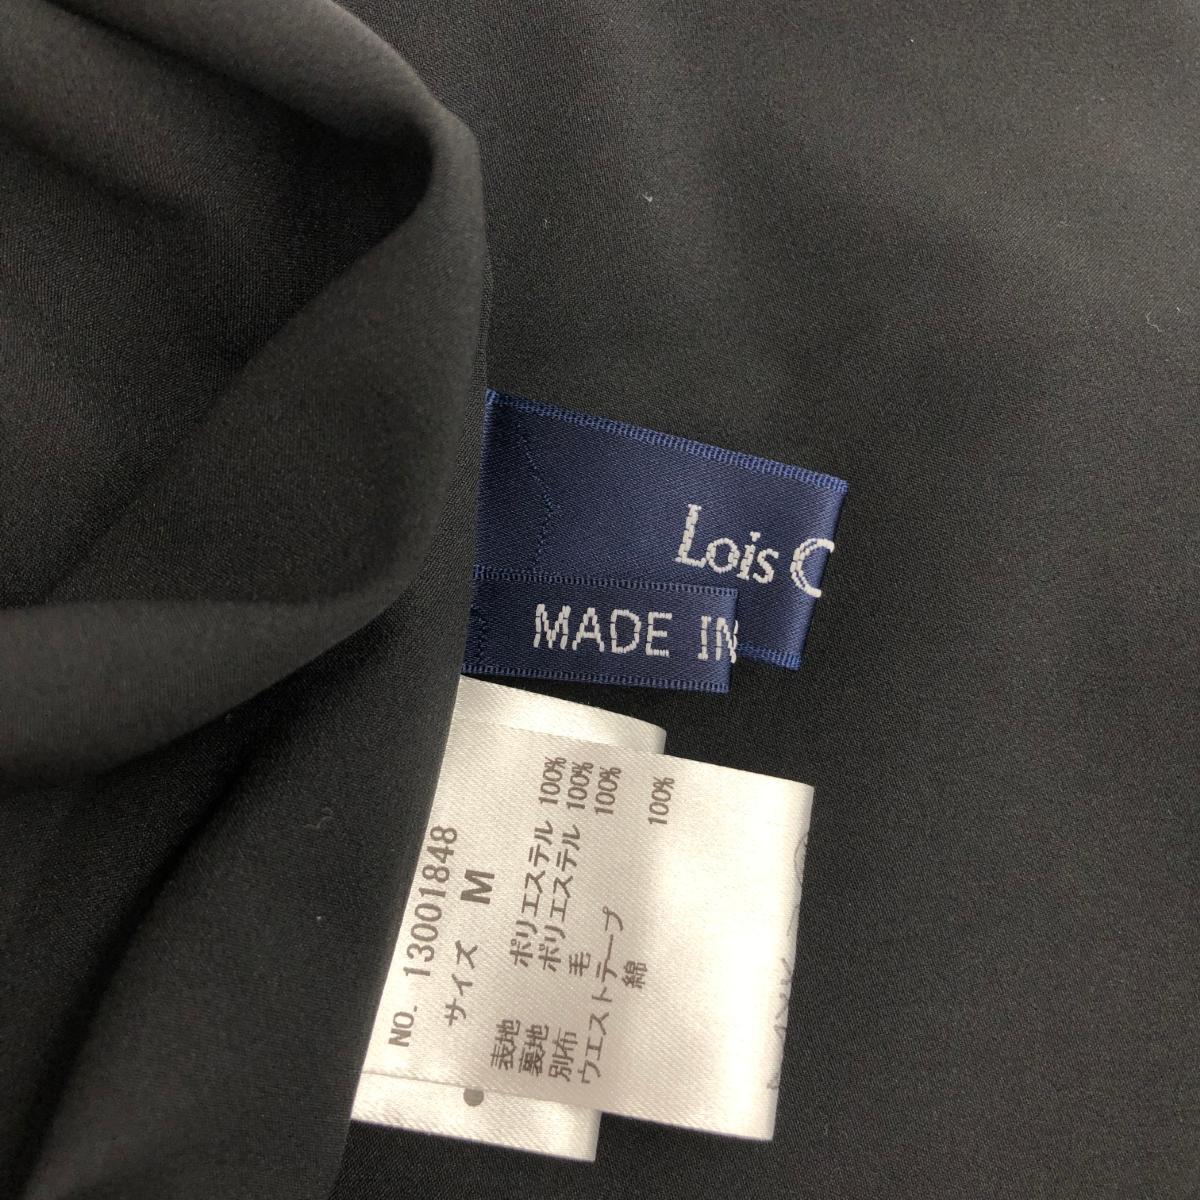 Lois C
MADE IN
NO. 13001848
サイズ M
表地 ポリエステル 100%
裏地 ポリエステル 100%
別布 毛 100%
ウエストテープ
綿 100%